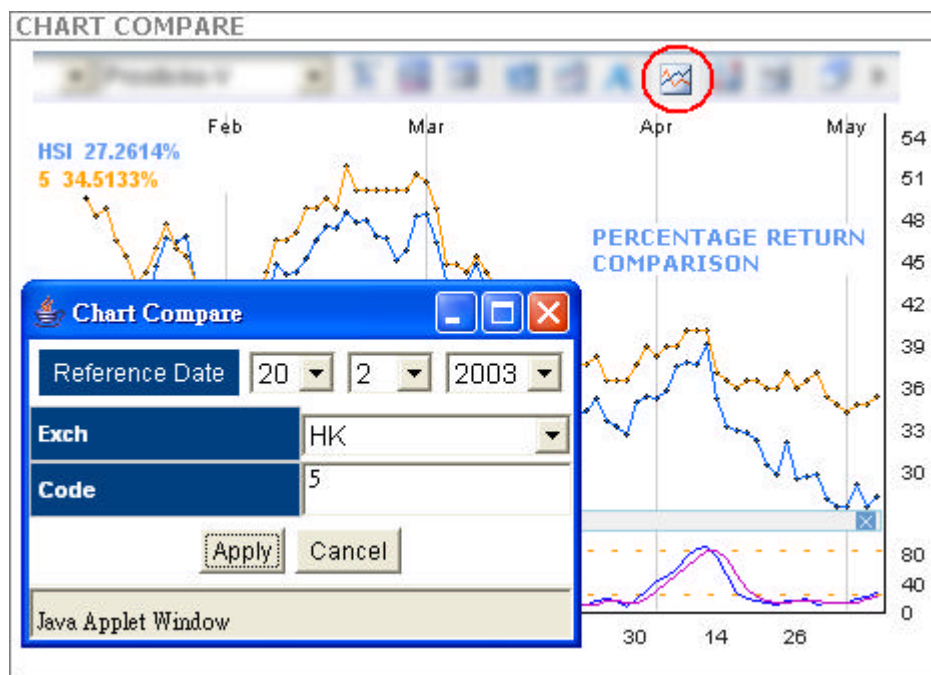 CHART COMPARE
Feb Mar Apr May
HSI 27.2614%
5 34.5133%
PERCENTAGE RETURN
COMPARISON
54
51
48
45
42
39
36
33
30
80
40
0
30 14 26
Chart Compare
Reference Date 20 2 2003
Exch HK
Code 5
Apply Cancel
Java Applet Window